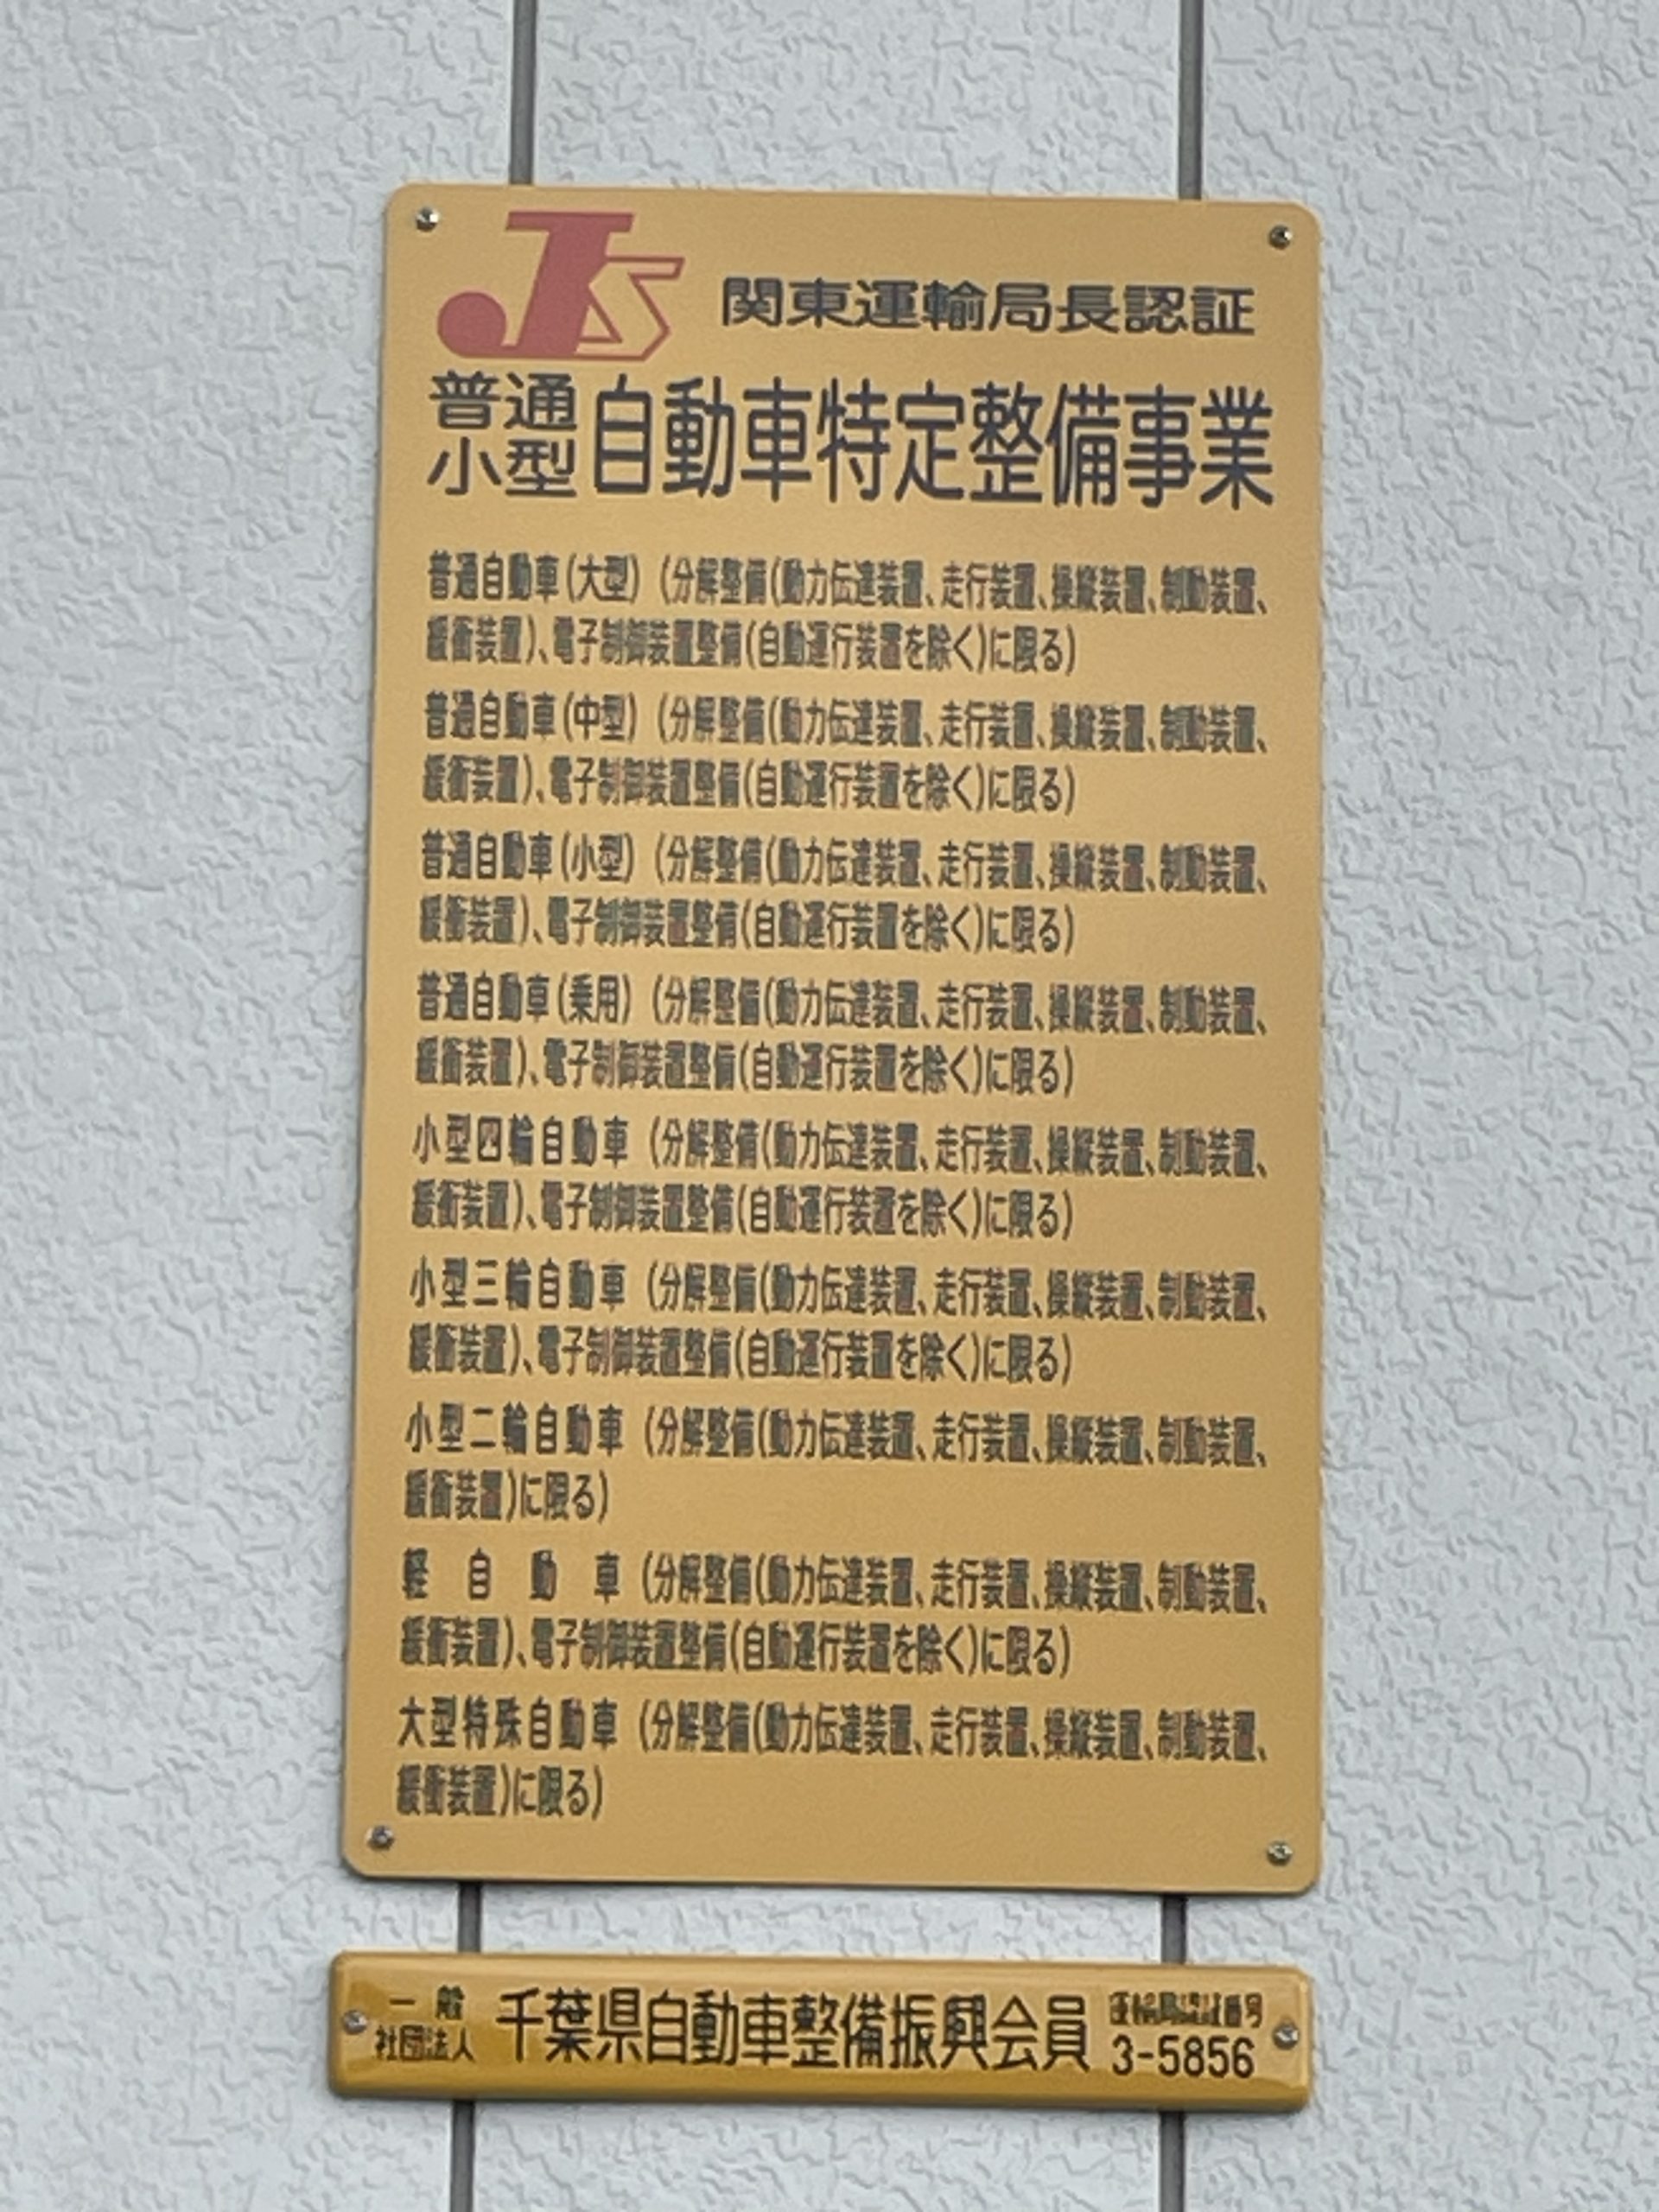 JS 関東運輸局長認証
普通
小型 自動車特定整備事業
普通自動車(大型) (分解整備(動力伝達装置、走行装置、操縦装置、制動装置、
緩衝装置)、電子制御装置整備(自動運行装置を除く)に限る)
普通自動車(中型) (分解整備(動力伝達装置、走行装置、操縦装置、制動装置、
緩衝装置)、電子制御装置整備(自動運行装置を除く)に限る)
普通自動車(小型) (分解整備(動力伝達装置、走行装置、操縦装置、制動装置、
緩衝装置)、電子制御装置整備(自動運行装置を除く)に限る)
普通自動車(乗用) (分解整備(動力伝達装置、走行装置、操縦装置、制動装置、
緩衝装置)、電子制御装置整備(自動運行装置を除く)に限る)
小型四輪自動車 (分解整備(動力伝達装置、走行装置、操縦装置、制動装置、
緩衝装置)、電子制御装置整備(自動運行装置を除く)に限る)
小型三輪自動車 (分解整備(動力伝達装置、走行装置、操縦装置、制動装置、
緩衝装置)、電子制御装置整備(自動運行装置を除く)に限る)
小型二輪自動車 (分解整備(動力伝達装置、走行装置、操縦装置、制動装置、
緩衝装置)に限る)
軽自動車 (分解整備(動力伝達装置、走行装置、操縦装置、制動装置、
緩衝装置)、電子制御装置整備(自動運行装置を除く)に限る)
大型特殊自動車 (分解整備(動力伝達装置、走行装置、操縦装置、制動装置、
緩衝装置)に限る)
一般
社団法人 千葉県自動車整備振興会員 運輸局認証番号
3-5856